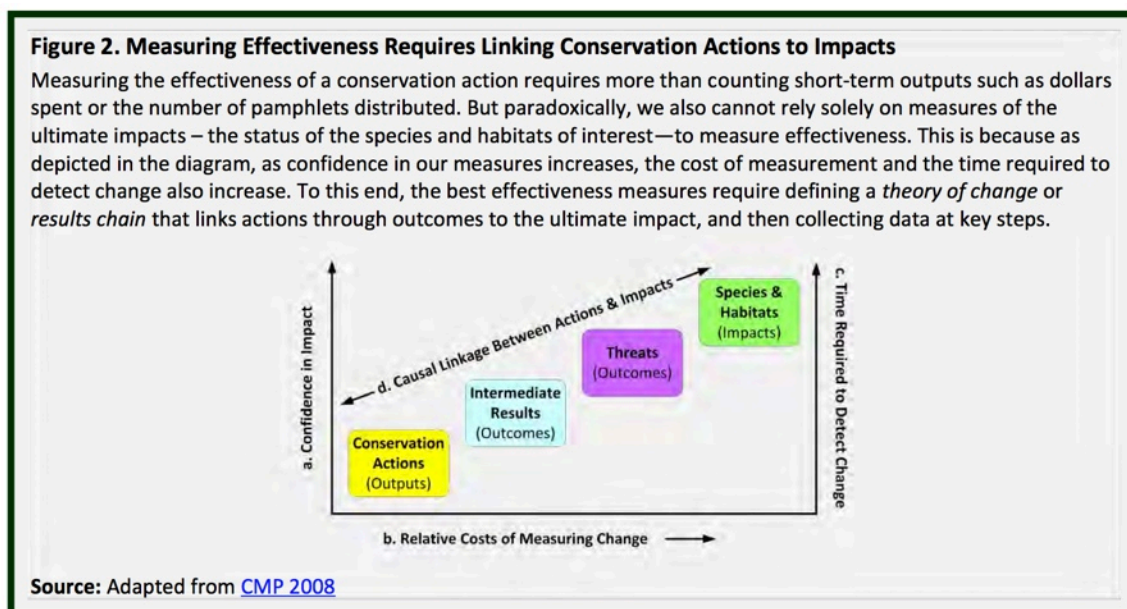 Figure 2. Measuring Effectiveness Requires Linking Conservation Actions to Impacts
Measuring the effectiveness of a conservation action requires more than counting short-term outputs such as dollars
spent or the number of pamphlets distributed. But paradoxically, we also cannot rely solely on measures of the
ultimate impacts – the status of the species and habitats of interest—to measure effectiveness. This is because as
depicted in the diagram, as confidence in our measures increases, the cost of measurement and the time required to
detect change also increase. To this end, the best effectiveness measures require defining a theory of change or
results chain that links actions through outcomes to the ultimate impact, and then collecting data at key steps.
a. Confidence in Impact
d. Causal Linkage Between Actions & Impacts
Conservation
Actions
(Outputs)
Intermediate
Results
(Outcomes)
Threats
(Outcomes)
Species &
Habitats
(Impacts)
c. Time Required to Detect Change
b. Relative Costs of Measuring Change
Source: Adapted from CMP 2008